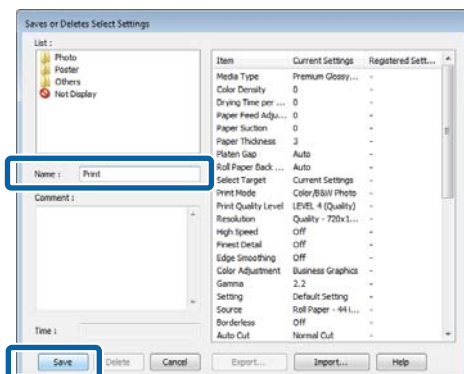 Saves or Deletes Select Settings
List :
Photo
Poster
Others
Not Display
Name : Print
Comment :
Time :
Item Current Settings Registered Sett...
Media Type Premium Glossy... -
Color Density 0 -
Drying Time per ... 0 -
Paper Feed Adju... 0 -
Paper Suction 0 -
Paper Thickness 3 -
Platen Gap Auto -
Roll Paper Back ... Auto -
Select Target Current Settings -
Print Mode Color/B&W Photo -
Print Quality Level LEVEL 4 (Quality) -
Resolution Quality - 720x1... -
High Speed Off -
Finest Detail Off -
Edge Smoothing Off -
Color Adjustment Business Graphics -
Gamma 2.2 -
Setting Default Setting -
Source Roll Paper - 44 i... -
Borderless Off -
Auto Cut Normal Cut -
Save Delete Cancel Export... Import... Help